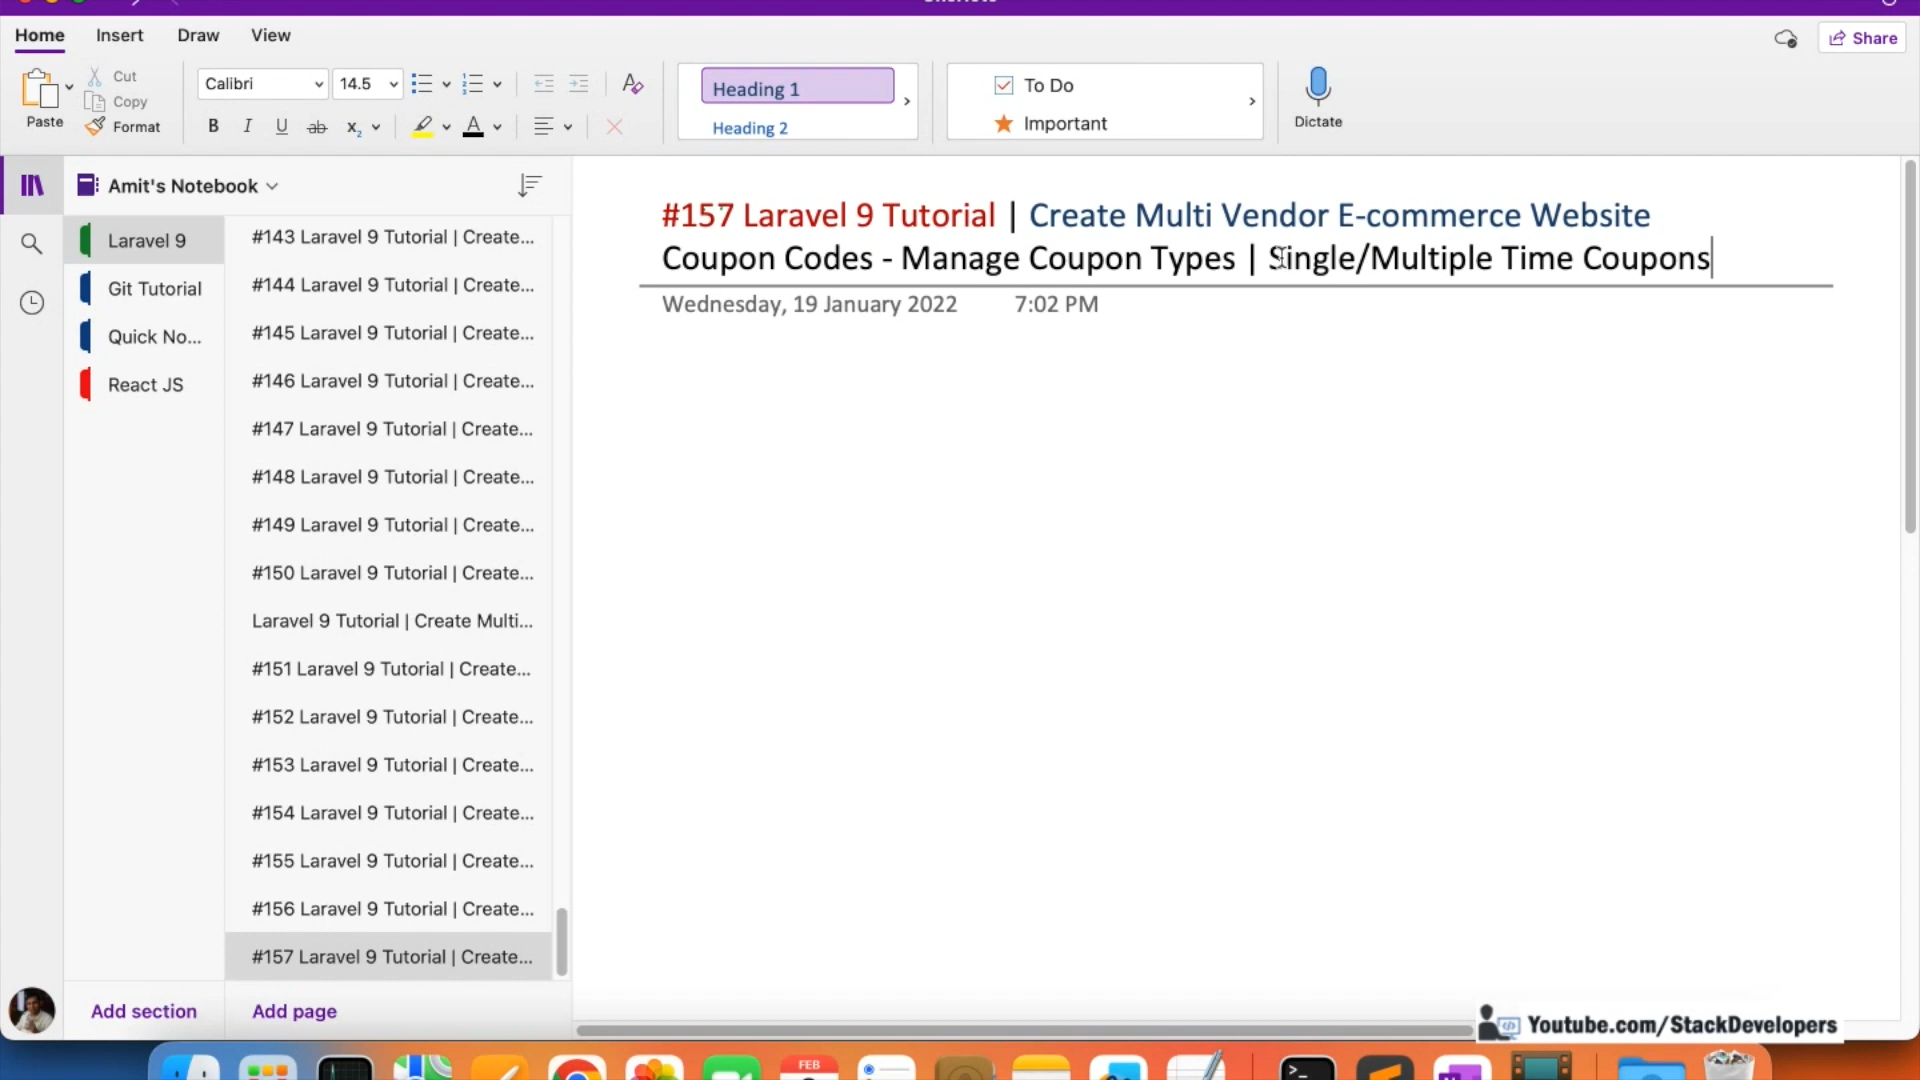 Home Insert Draw View
Share
Paste
Cut
Copy
Format
Calibri 14.5
B I U ab x₂ A
Heading 1
Heading 2
To Do
Important
Dictate
Amit's Notebook
Laravel 9
Git Tutorial
Quick No...
React JS
#143 Laravel 9 Tutorial | Create...
#144 Laravel 9 Tutorial | Create...
#145 Laravel 9 Tutorial | Create...
#146 Laravel 9 Tutorial | Create...
#147 Laravel 9 Tutorial | Create...
#148 Laravel 9 Tutorial | Create...
#149 Laravel 9 Tutorial | Create...
#150 Laravel 9 Tutorial | Create...
Laravel 9 Tutorial | Create Multi...
#151 Laravel 9 Tutorial | Create...
#152 Laravel 9 Tutorial | Create...
#153 Laravel 9 Tutorial | Create...
#154 Laravel 9 Tutorial | Create...
#155 Laravel 9 Tutorial | Create...
#156 Laravel 9 Tutorial | Create...
#157 Laravel 9 Tutorial | Create...
Add section
Add page
#157 Laravel 9 Tutorial | Create Multi Vendor E-commerce Website
Coupon Codes - Manage Coupon Types | Single/Multiple Time Coupons
Wednesday, 19 January 2022 7:02 PM
Youtube.com/StackDevelopers
FEB